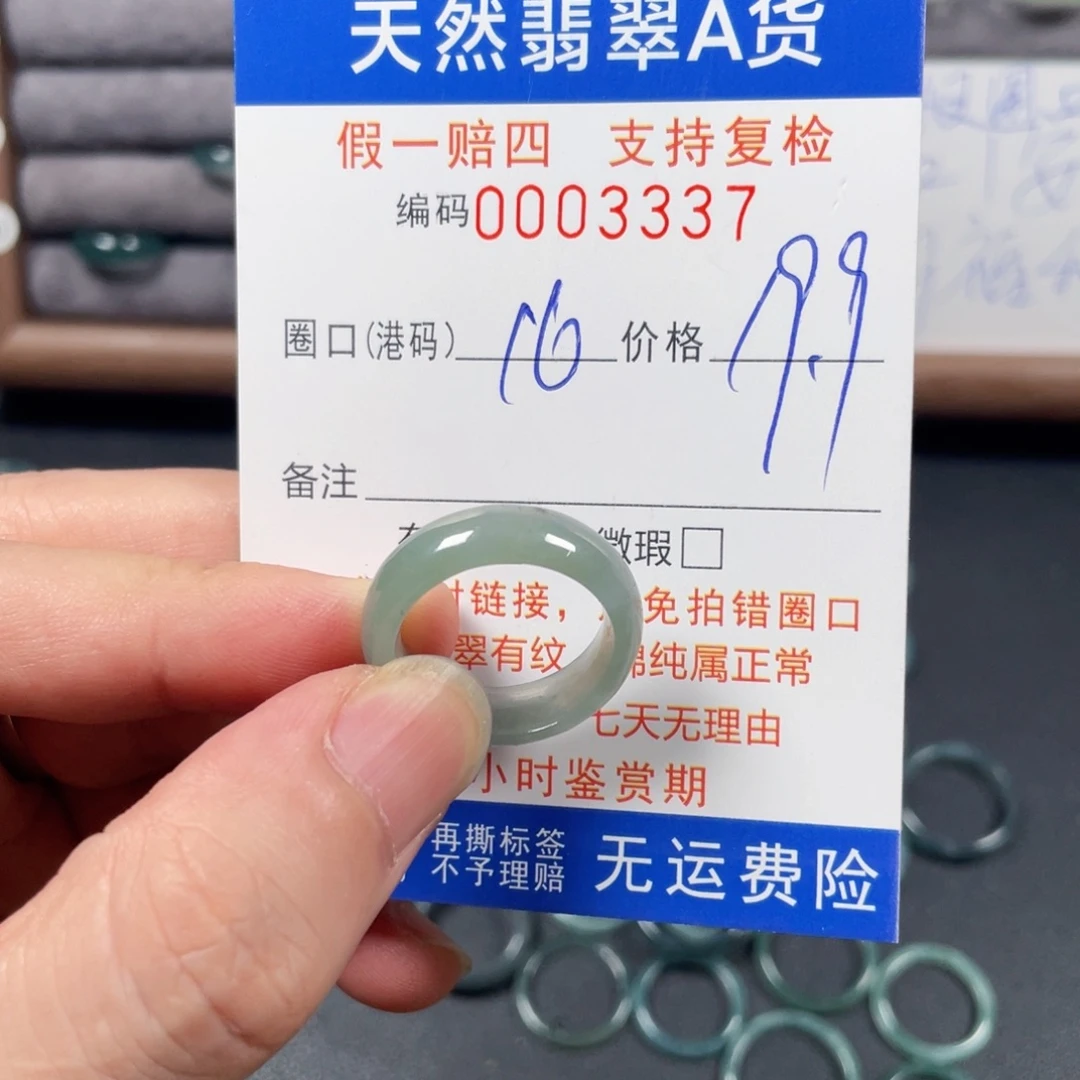 天然翡翠A货
假一赔四 支持复检
编码0003337
圈口(港码) 16 价格 9.9
备注
微瑕□
链接, 免拍错圈口
翠有纹 棉纯属正常
七天无理由
小时鉴赏期
再撕标签
不予理赔
无运费险